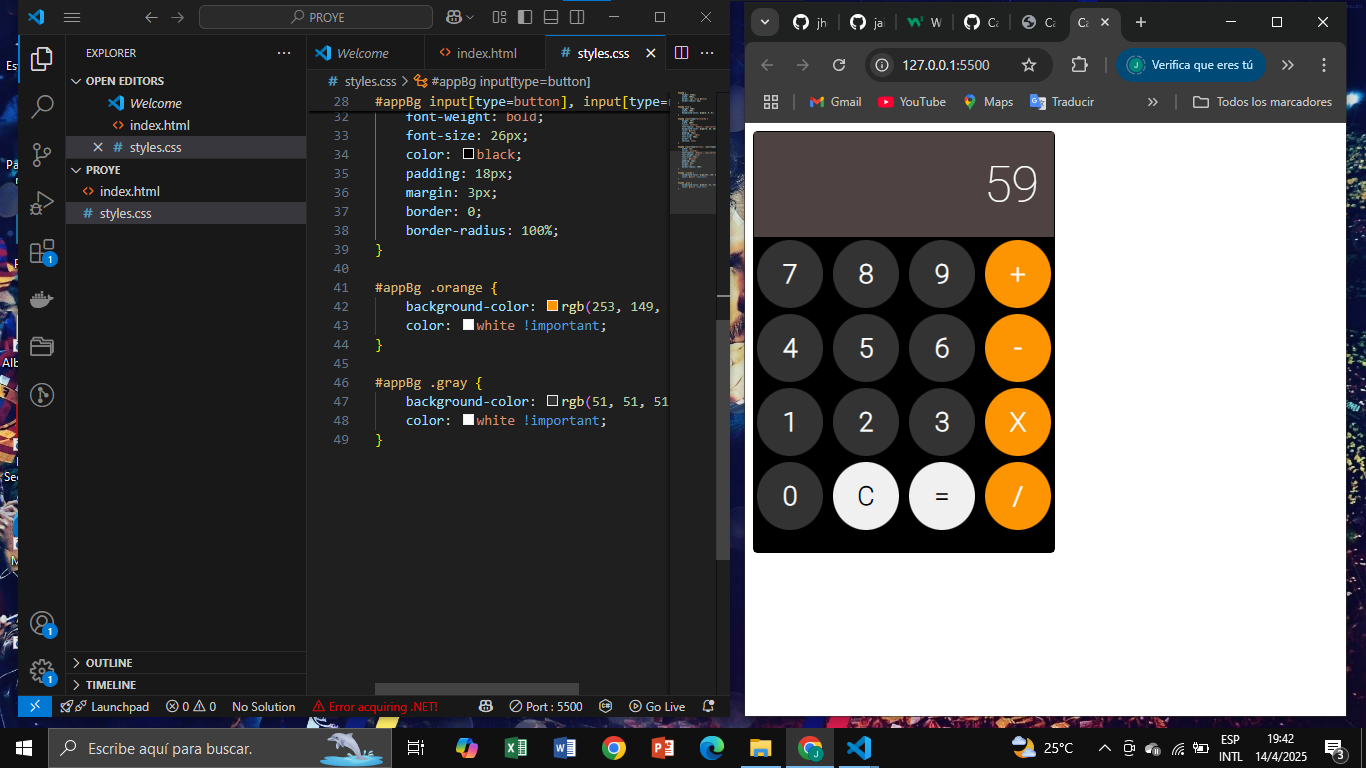 PROYE
EXPLORER
OPEN EDITORS
Welcome
index.html
styles.css
PROYE
index.html
styles.css
OUTLINE
TIMELINE
Welcome
index.html
styles.css
styles.css > #appBg input[type=button]
28 #appBg input[type=button], input[type=
32 font-weight: bold;
33 font-size: 26px;
34 color: black;
35 padding: 18px;
36 margin: 3px;
37 border: 0;
38 border-radius: 100%;
39 }
40
41 #appBg .orange {
42 background-color: rgb(253, 149,
43 color: white !important;
44 }
45
46 #appBg .gray {
47 background-color: rgb(51, 51, 51
48 color: white !important;
49 }
1
1
1
Launchpad
0
0
No Solution
Error acquiring .NET!
Port : 5500
Go Live
jh
jai
W
Ca
Ca
Ca
127.0.0.1:5500
J
Verifica que eres tú
Gmail
YouTube
Maps
Traducir
Todos los marcadores
59
7 8 9 +
4 5 6 -
1 2 3 X
0 C = /
Escribe aquí para buscar.
25°C
ESP
INTL
19:42
14/4/2025
3